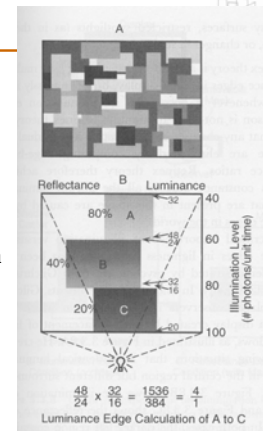 A
B
Reflectance Luminance
80% A 32 40
48
24 60
40% B
32 80
16
20% C
20 100
Illumination Level
(# photons/unit time)
48/24 x 32/16 = 1536/384 = 4/1
Luminance Edge Calculation of A to C